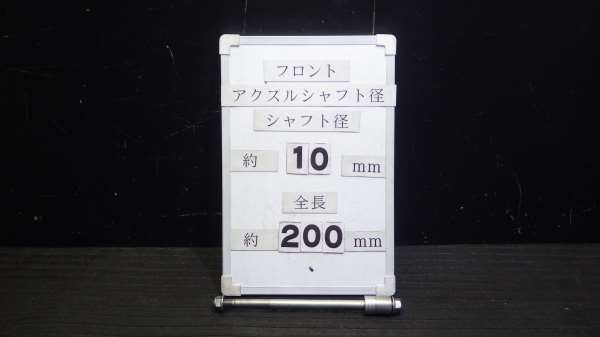 フロント
アクスルシャフト径
シャフト径
約 10 mm
全長
約 200 mm